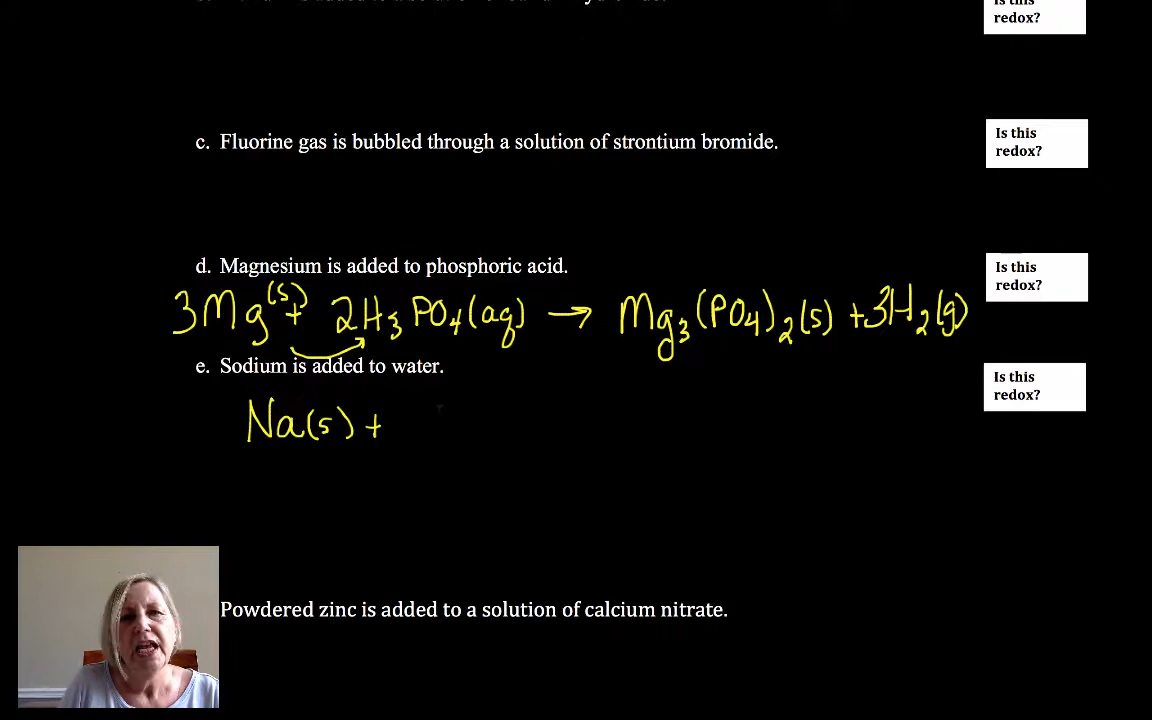 Is this
redox?
c. Fluorine gas is bubbled through a solution of strontium bromide.
Is this
redox?
d. Magnesium is added to phosphoric acid.
Is this
redox?
3Mg(s) + 2H3PO4(aq) → Mg3(PO4)2(s) + 3H2(g)
e. Sodium is added to water.
Is this
redox?
Na(s) +
Powdered zinc is added to a solution of calcium nitrate.